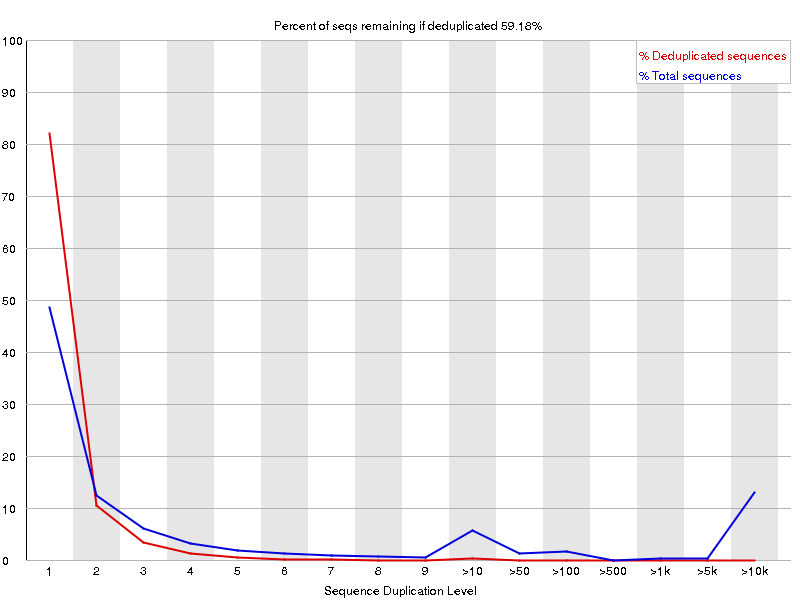 Percent of seqs remaining if deduplicated 59.18%
% Deduplicated sequences
% Total sequences
100
90
80
70
60
50
40
30
20
10
0
1 2 3 4 5 6 7 8 9 >10 >50 >100 >500 >1k >5k >10k
Sequence Duplication Level